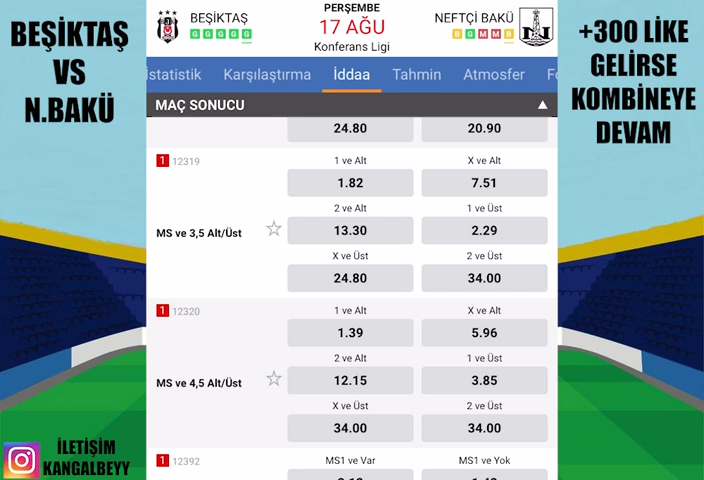 BEŞİKTAŞ
VS
N.BAKÜ
BEŞİKTAŞ
G G G G G
PERŞEMBE
17 AĞU
Konferans Ligi
NEFTÇİ BAKÜ
B G M M B
+300 LİKE
GELİRSE
KOMBİNEYE
DEVAM
istatistik Karşılaştırma İddaa Tahmin Atmosfer
MAÇ SONUCU
24.80 20.90
1 12319
1 ve Alt X ve Alt
1.82 7.51
2 ve Alt 1 ve Üst
MS ve 3,5 Alt/Üst
13.30 2.29
X ve Üst 2 ve Üst
24.80 34.00
1 12320
1 ve Alt X ve Alt
1.39 5.96
2 ve Alt 1 ve Üst
MS ve 4,5 Alt/Üst
12.15 3.85
X ve Üst 2 ve Üst
34.00 34.00
1 12392
MS1 ve Var MS1 ve Yok
İLETİŞİM
KANGALBEYY